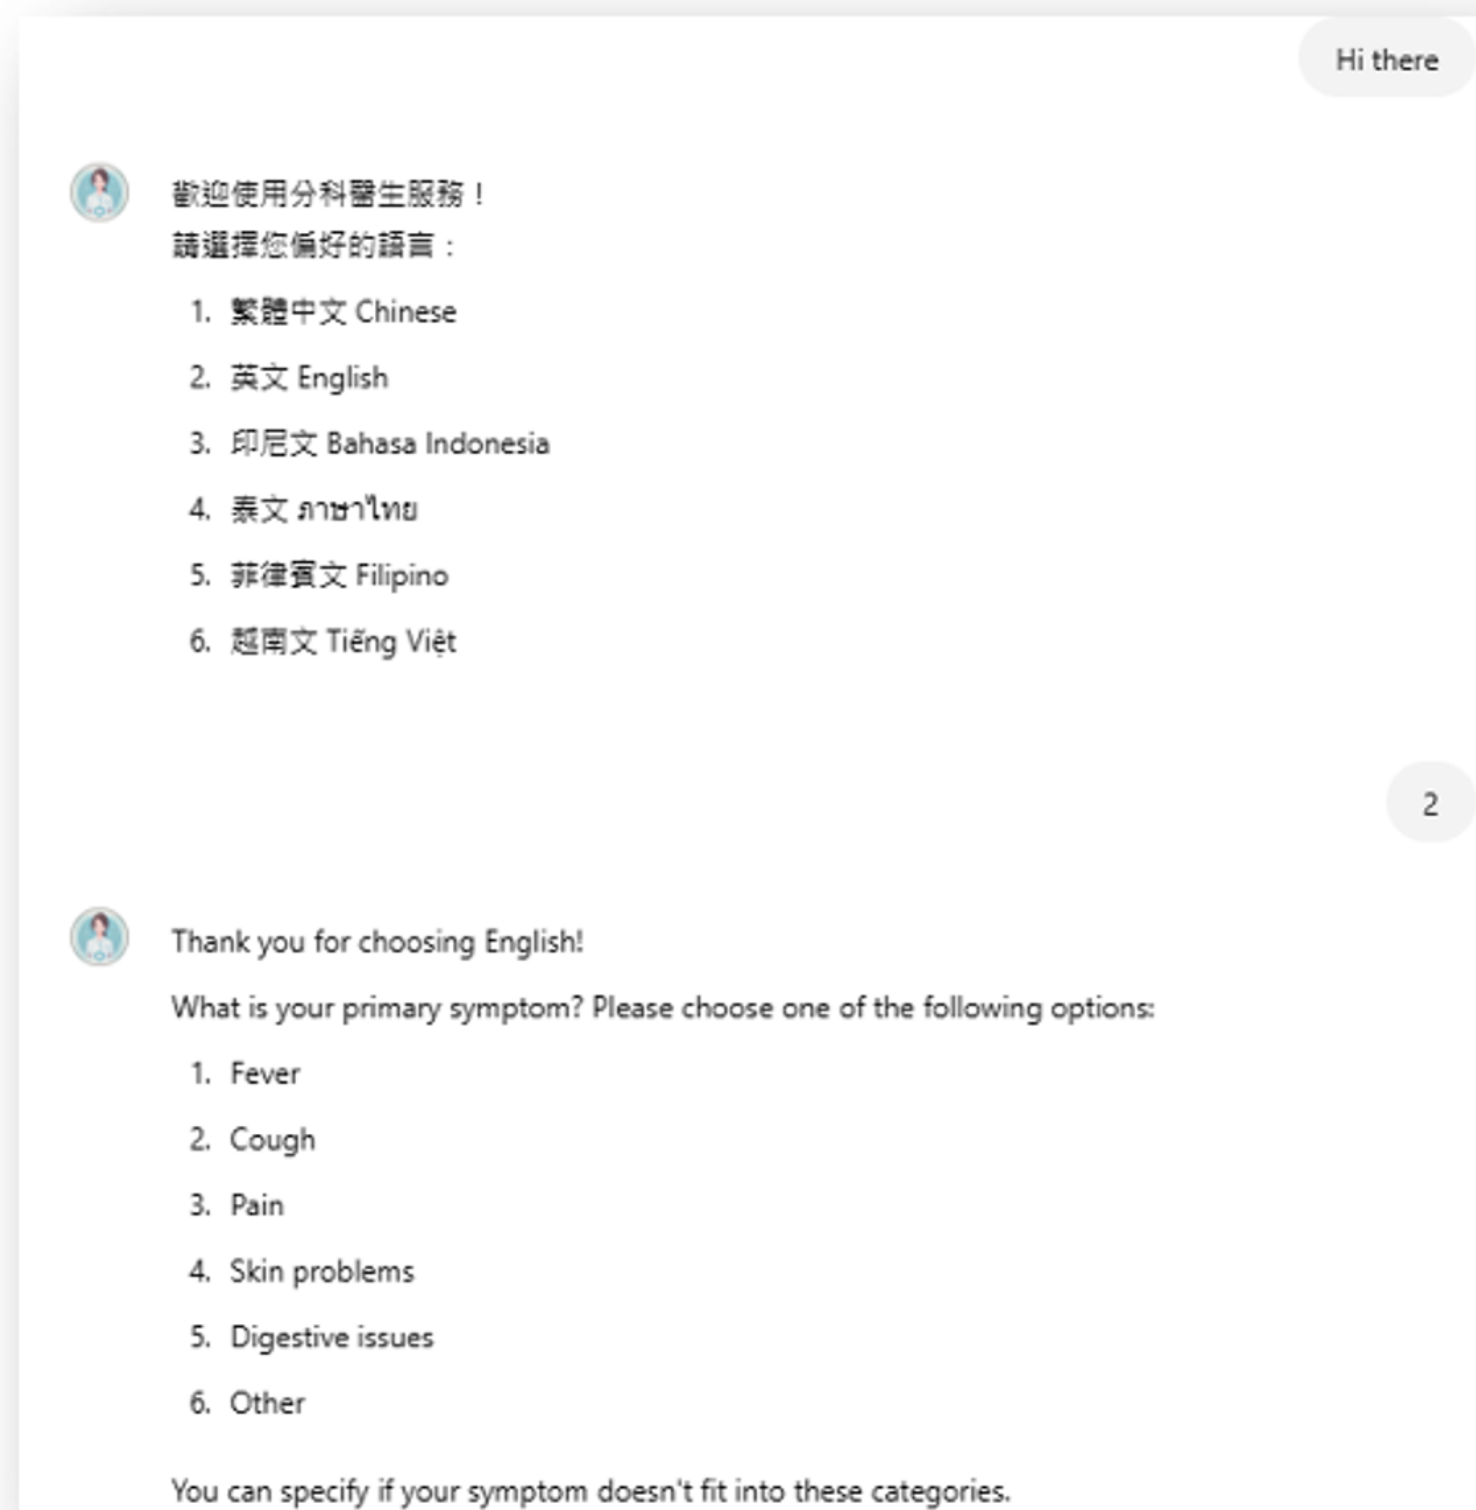 Hi there
歡迎使用分科醫生服務！
請選擇您偏好的語言：
1. 繁體中文 Chinese
2. 英文 English
3. 印尼文 Bahasa Indonesia
4. 泰文 ภาษาไทย
5. 菲律賓文 Filipino
6. 越南文 Tiếng Việt
2
Thank you for choosing English!
What is your primary symptom? Please choose one of the following options:
1. Fever
2. Cough
3. Pain
4. Skin problems
5. Digestive issues
6. Other
You can specify if your symptom doesn't fit into these categories.